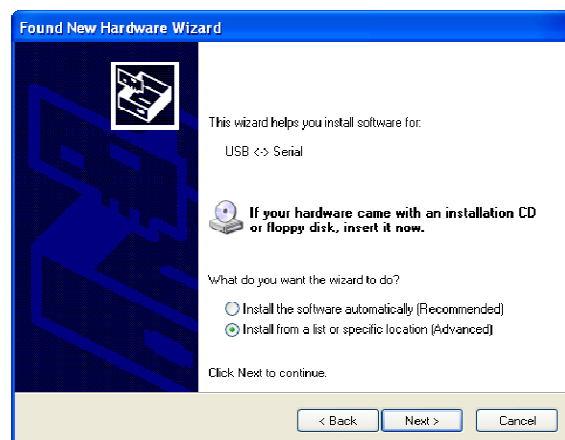 Found New Hardware Wizard
This wizard helps you install software for:
USB <-> Serial
If your hardware came with an installation CD
or floppy disk, insert it now.
What do you want the wizard to do?
Install the software automatically (Recommended)
Install from a list or specific location (Advanced)
Click Next to continue.
< Back Next > Cancel